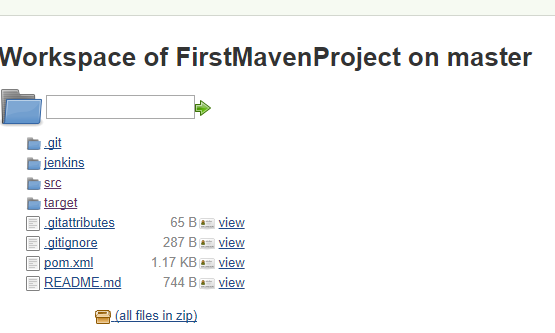 Workspace of FirstMavenProject on master
.git
jenkins
src
target
.gitattributes 65 B view
.gitignore 287 B view
pom.xml 1.17 KB view
README.md 744 B view
(all files in zip)